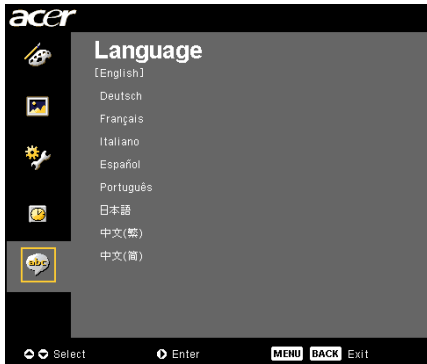 acer
Language
[English]
Deutsch
Français
Italiano
Español
Português
日本語
中文(繁)
中文(简)
abc
Select Enter MENU BACK Exit